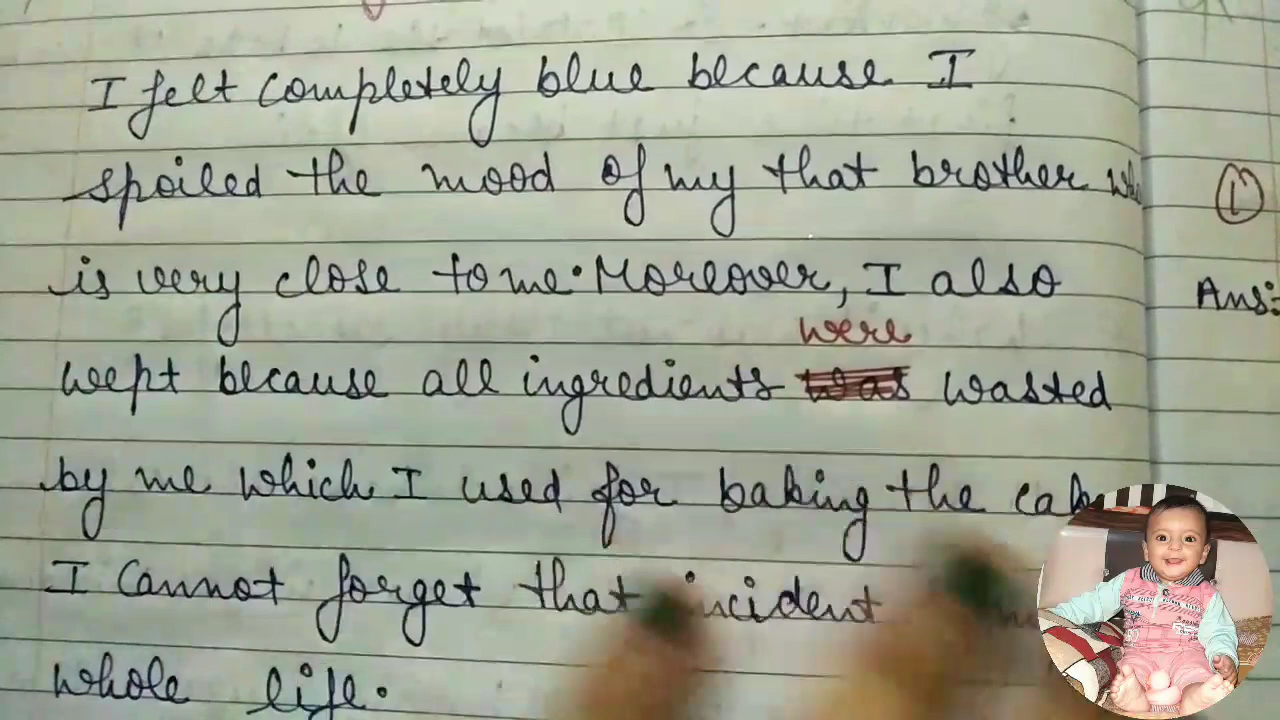 I felt completely blue because I
spoiled the mood of my that brother
is very close to me. Moreover, I also
were
wept because all ingredients was wasted
by me which I used for baking the
I cannot forget that incident
whole life.
1
Ans: